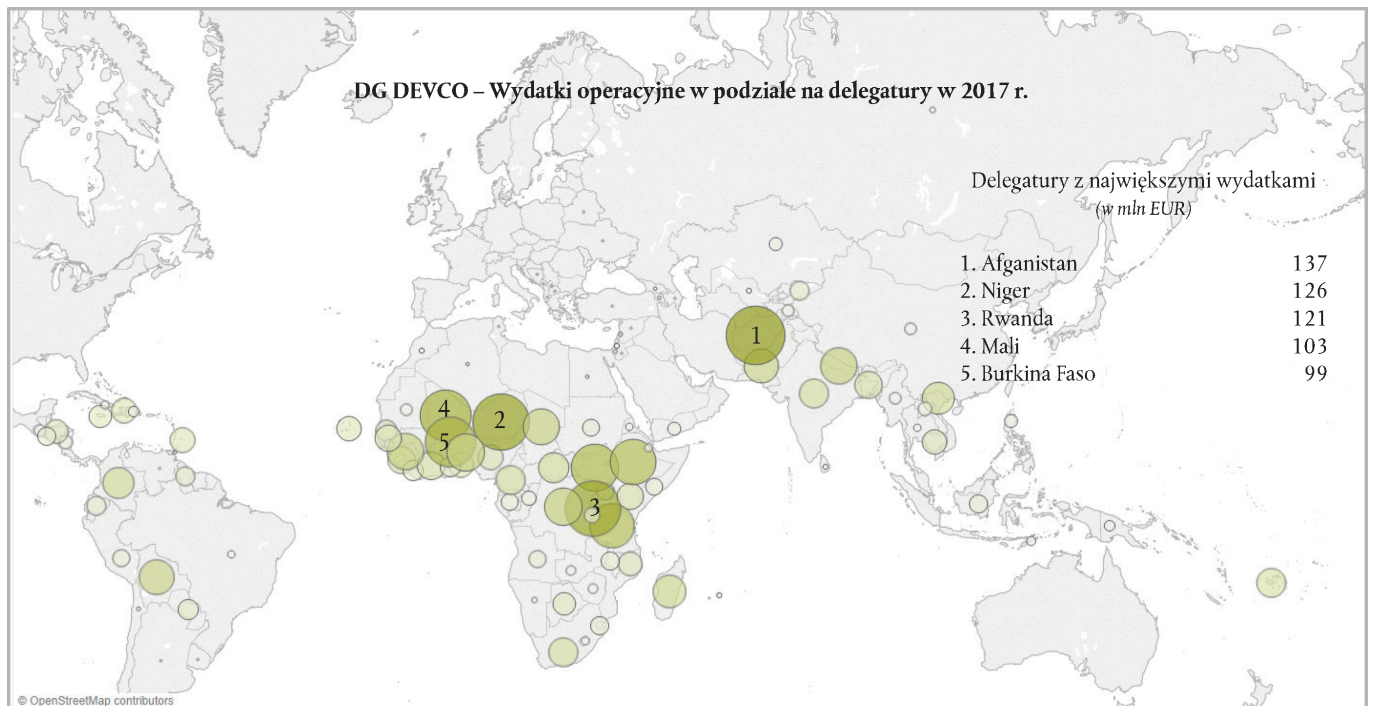 DG DEVCO – Wydatki operacyjne w podziale na delegatury w 2017 r.
Delegatury z największymi wydatkami
(w mln EUR)
1. Afganistan 137
2. Niger 126
3. Rwanda 121
4. Mali 103
5. Burkina Faso 99
1
4
2
5
3
© OpenStreetMap contributors